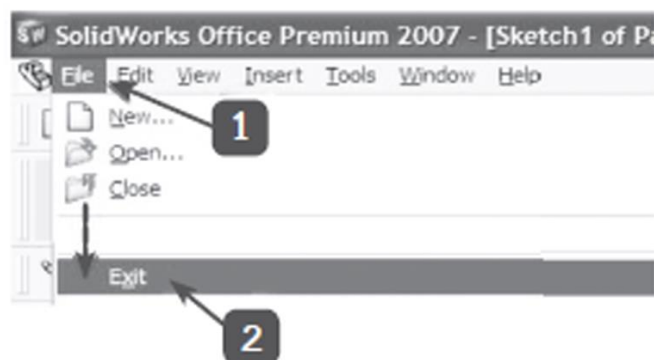 SolidWorks Office Premium 2007 - [Sketch1 of Pa
File Edit View Insert Tools Window Help
1
New...
Open...
Close
Exit
2